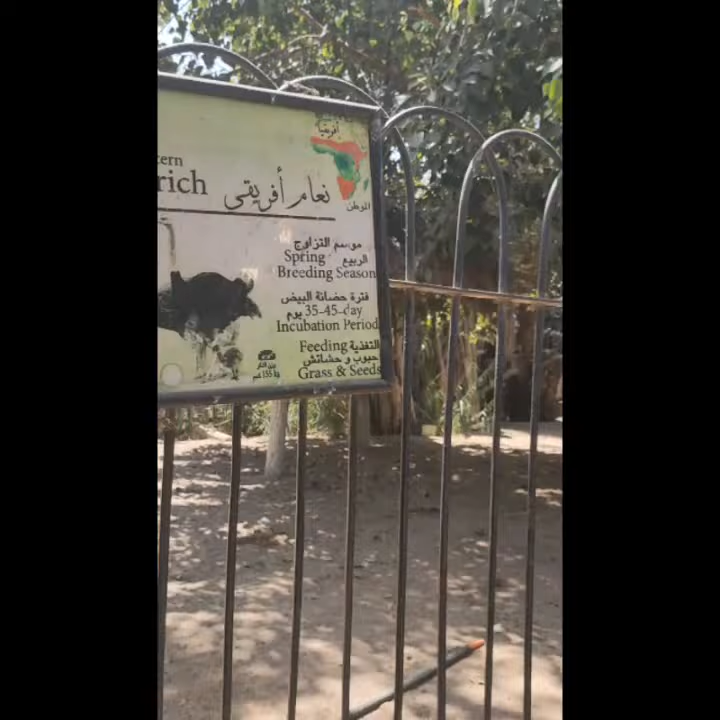 أفريقيا
tern
rich نعام أفريقي
الموطن
موسم التزاوج
Spring الربيع
Breeding Season
فترة حضانة البيض
35-45-day يوم
Incubation Period
Feeding التغذية
حبوب و حشائش
Grass & Seeds